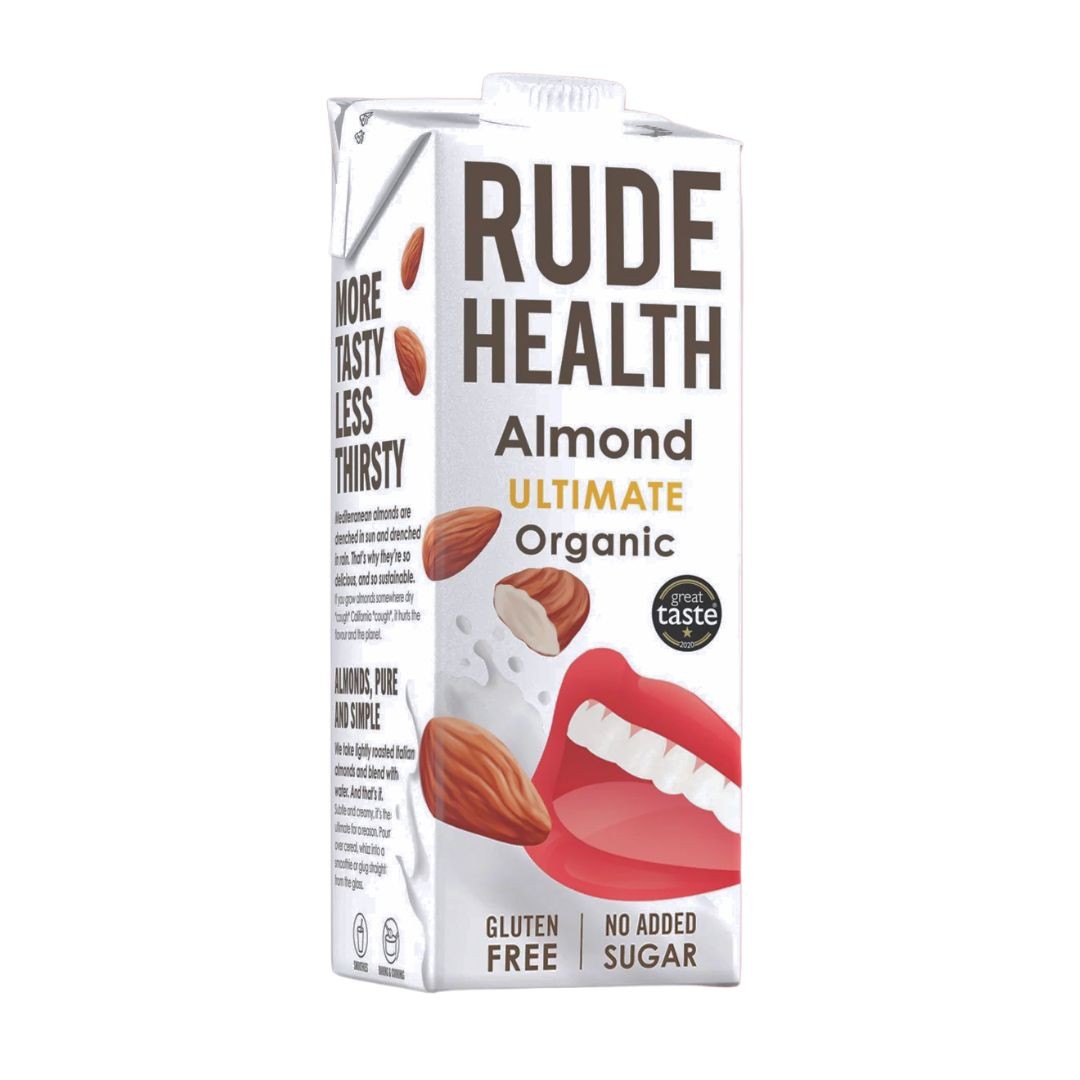 RUDE
HEALTH
Almond
ULTIMATE
Organic
great
taste
2020
GLUTEN
FREE
NO ADDED
SUGAR
MORE
TASTY
LESS
THIRSTY
Mediterranean almonds are
drenched in sun and drenched
in rain. That's why they're so
delicious, and so sustainable.
If you grow almonds somewhere dry
*cough* California *cough*, it hurts the
flavour and the planet.
ALMONDS, PURE
AND SIMPLE
We take lightly roasted Italian
almonds and blend with
water. And that's it.
Subtle and creamy, it's the
ultimate for a reason. Pour
over cereal, whizz into a
smoothie or glug straight
from the glass.
SMOOTHIES
BAKING & COOKING